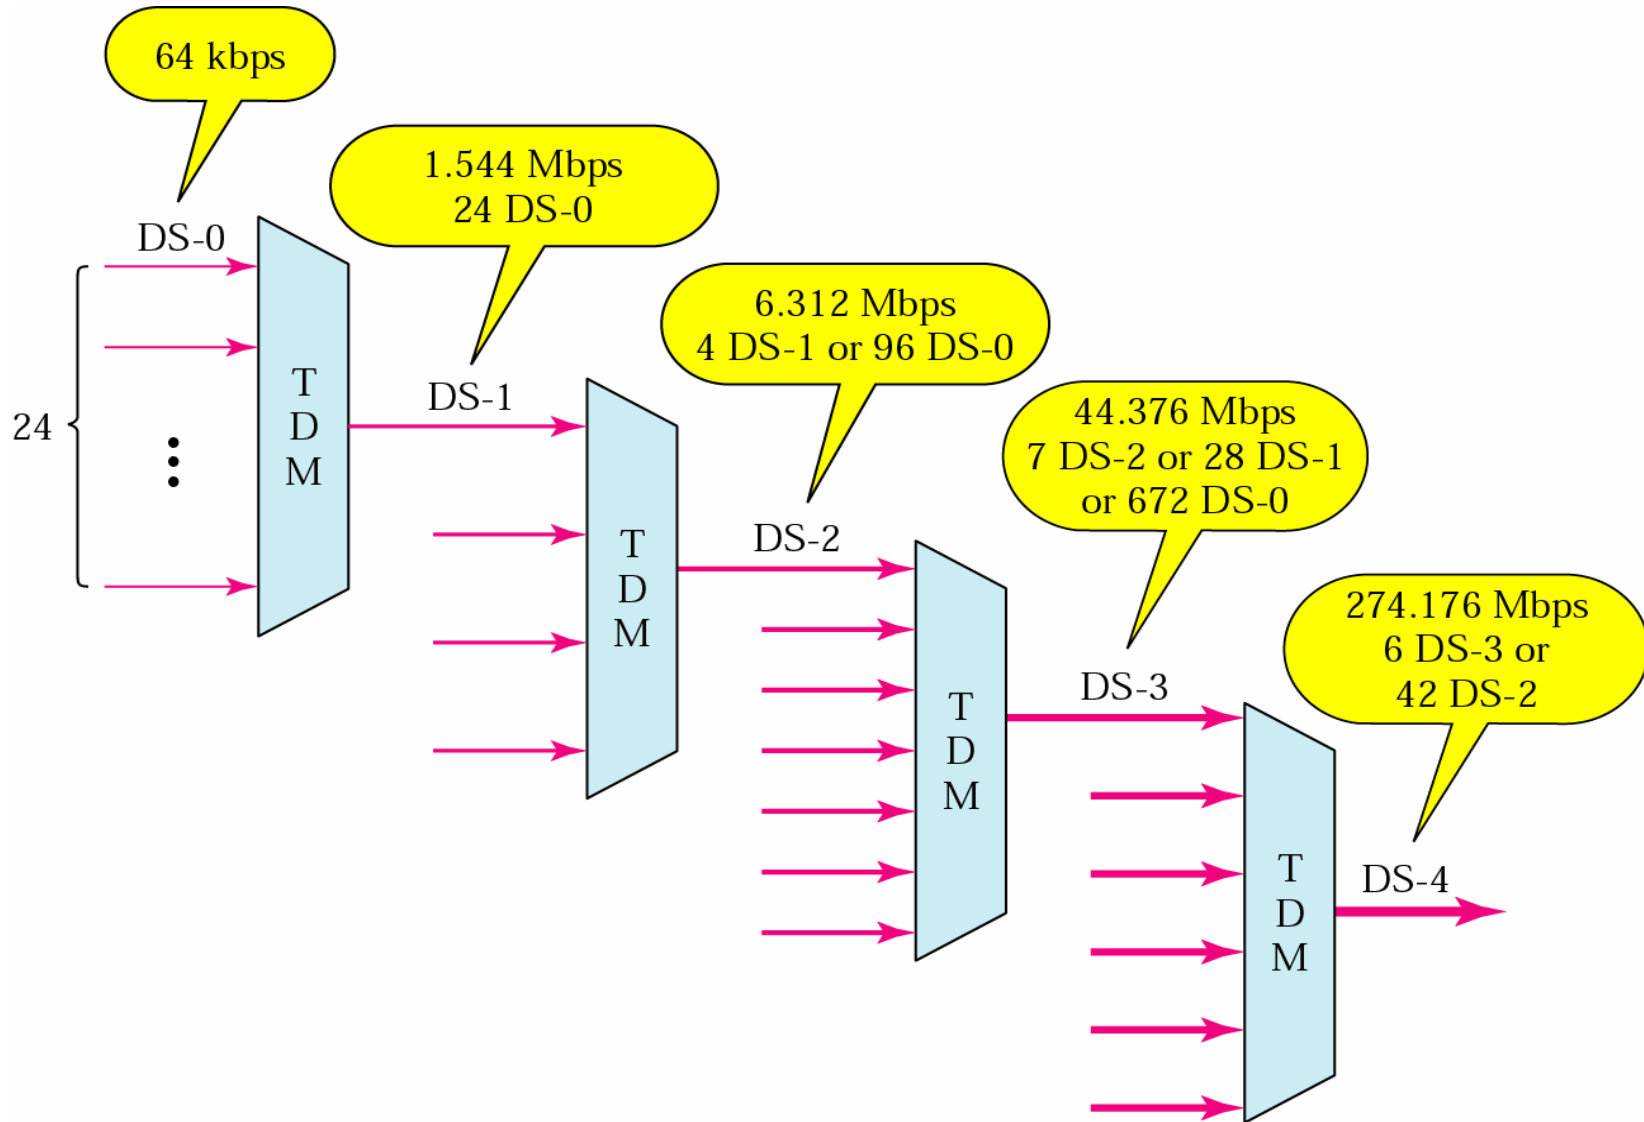 64 kbps
1.544 Mbps
24 DS-0
DS-0
6.312 Mbps
4 DS-1 or 96 DS-0
24
T
D
M
DS-1
44.376 Mbps
7 DS-2 or 28 DS-1
or 672 DS-0
T
D
M
DS-2
274.176 Mbps
6 DS-3 or
42 DS-2
T
D
M
DS-3
T
D
M
DS-4